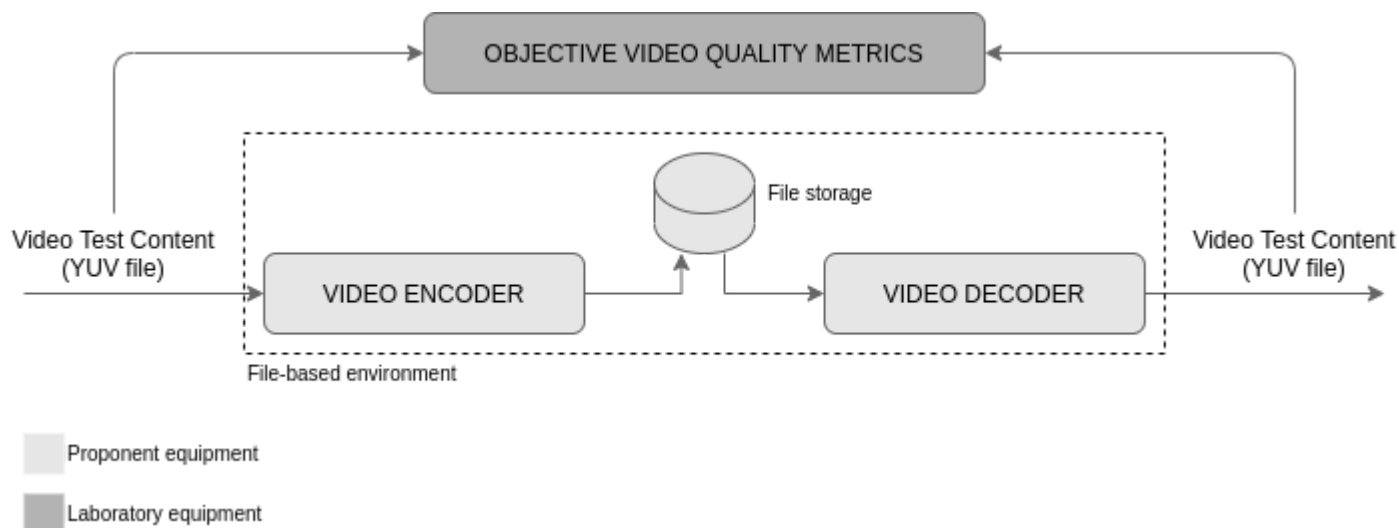 OBJECTIVE VIDEO QUALITY METRICS
File storage
Video Test Content
(YUV file)
VIDEO ENCODER
VIDEO DECODER
Video Test Content
(YUV file)
File-based environment
Proponent equipment
Laboratory equipment